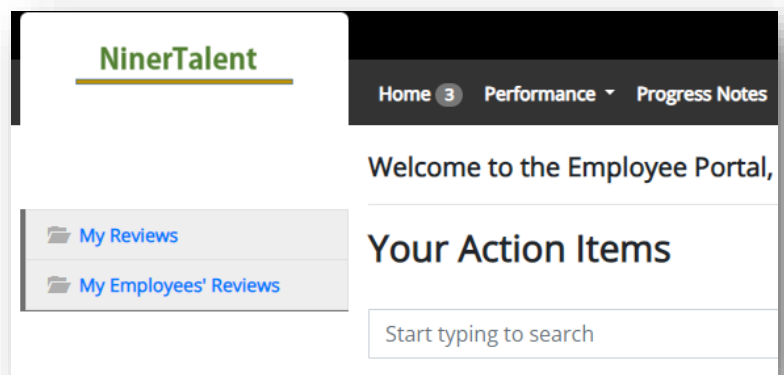 NinerTalent
Home 3 Performance Progress Notes
Welcome to the Employee Portal,
My Reviews
My Employees' Reviews
Your Action Items
Start typing to search